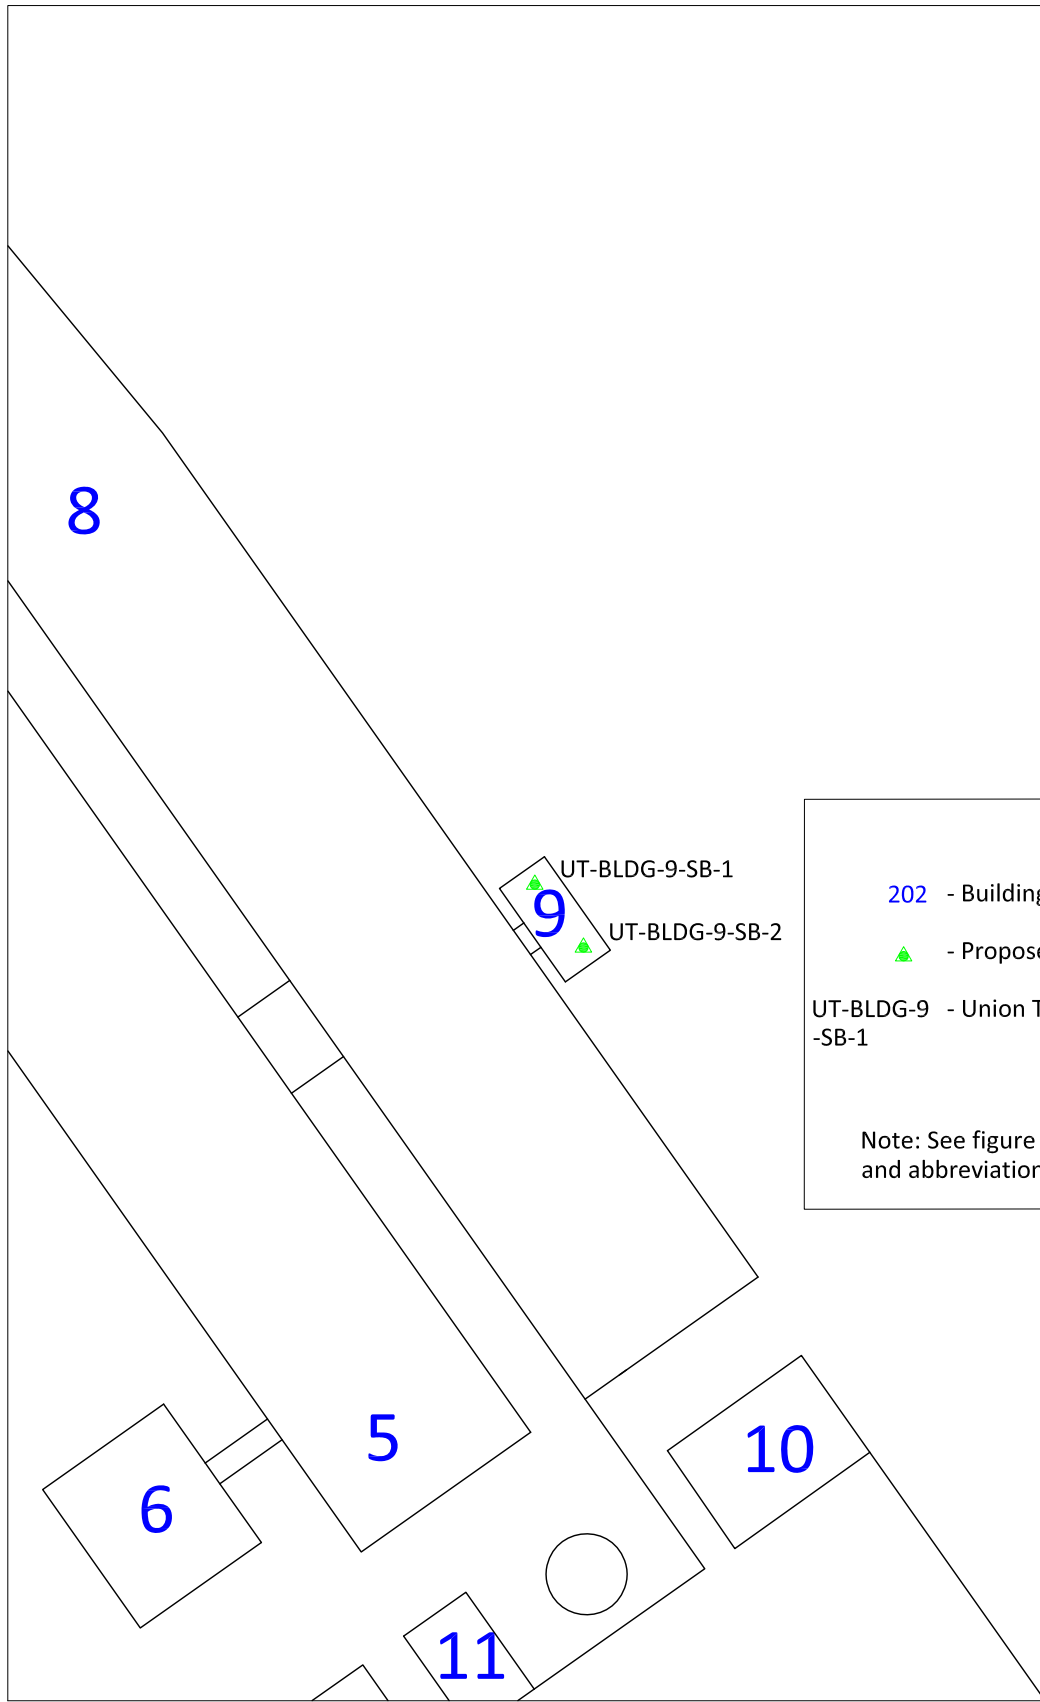 8
UT-BLDG-9-SB-1
9
UT-BLDG-9-SB-2
202 - Building
- Propose
UT-BLDG-9 - Union T
-SB-1
Note: See figure
and abbreviation
5
10
6
11